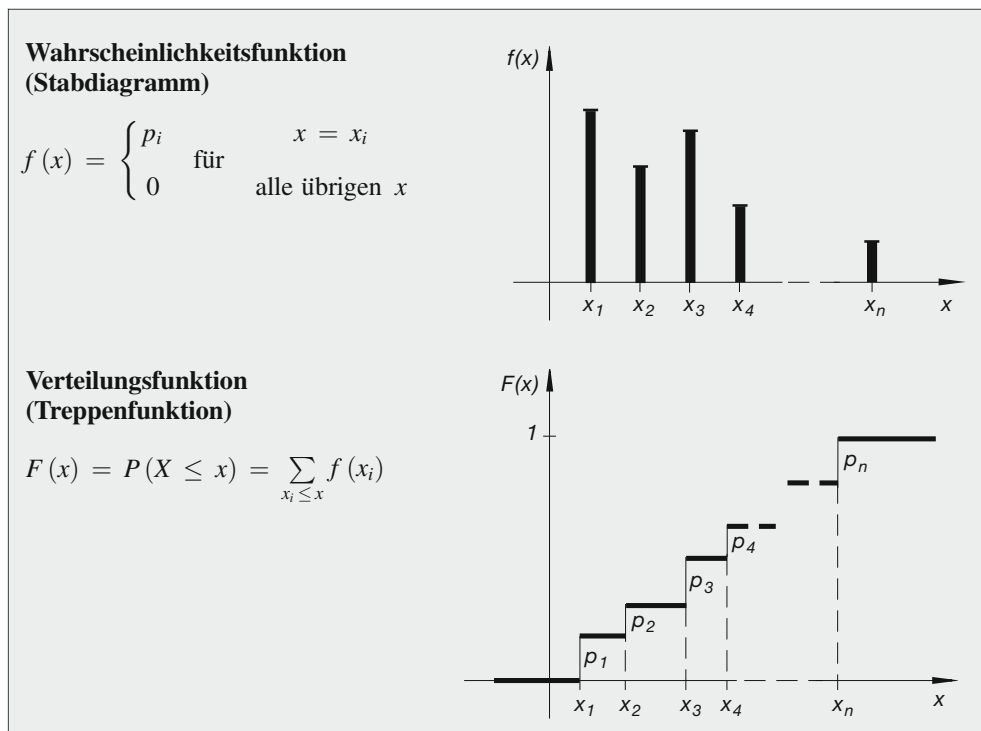 Wahrscheinlichkeitsfunktion
(Stabdiagramm)
f (x) = { p_i für x = x_i
0 alle übrigen x
f(x)
x_1 x_2 x_3 x_4 x_n x
Verteilungsfunktion
(Treppenfunktion)
F (x) = P (X ≤ x) = ∑_{x_i ≤ x} f (x_i)
F(x)
1
p_n
p_4
p_3
p_2
p_1
x_1 x_2 x_3 x_4 x_n x